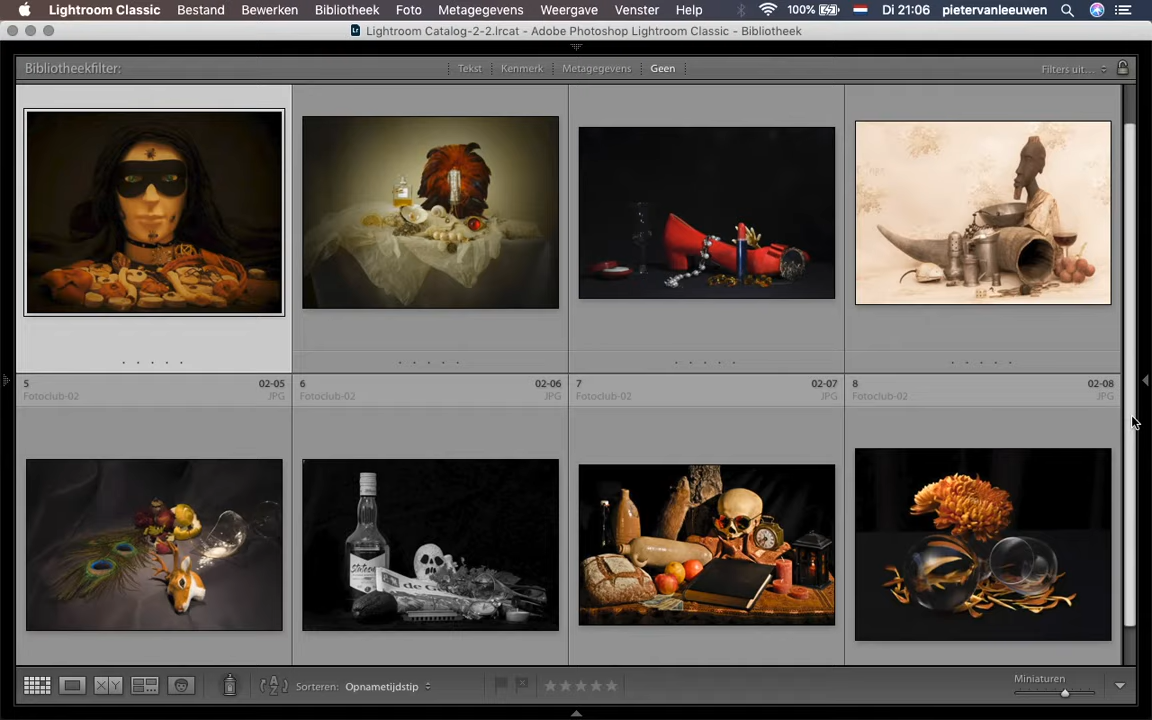 Lightroom Classic Bestand Bewerken Bibliotheek Foto Metagegevens Weergave Venster Help 100% Di 21:06 pietervanleeuwen
Lightroom Catalog-2-2.lrcat - Adobe Photoshop Lightroom Classic - Bibliotheek
Bibliotheekfilter: Tekst Kenmerk Metagegevens Geen Filters uit...
5 02-05 6 02-06 7 02-07 8 02-08
Fotoclub-02 JPG Fotoclub-02 JPG Fotoclub-02 JPG Fotoclub-02 JPG
XY Sorteren: Opnametijdstip Miniaturen